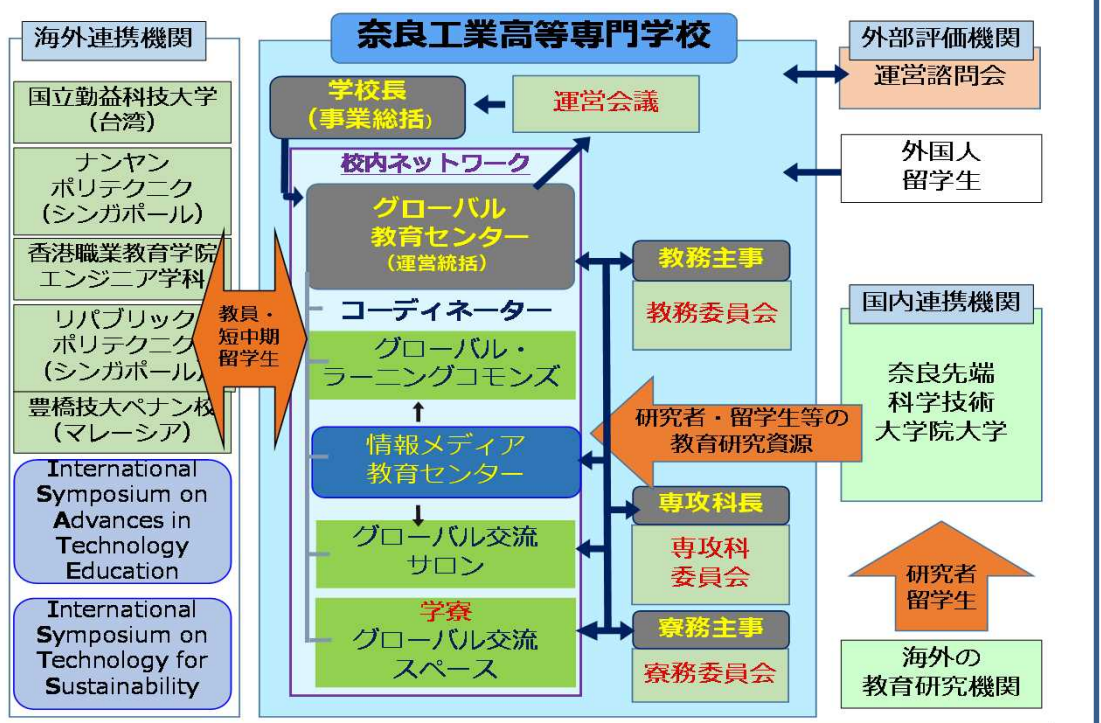 海外連携機関
国立勤益科技大学
(台湾)
ナンヤン
ポリテクニク
(シンガポール)
香港職業教育学院
エンジニア学科
リパブリック
ポリテクニク
(シンガポール)
豊橋技大ペナン校
(マレーシア)
International
Symposium on
Advances in
Technology
Education
International
Symposium on
Technology for
Sustainability
教員・
短中期
留学生
奈良工業高等専門学校
学校長
(事業総括)
運営会議
校内ネットワーク
グローバル
教育センター
(運営統括)
コーディネーター
グローバル・
ラーニングコモンズ
情報メディア
教育センター
グローバル交流
サロン
学寮
グローバル交流
スペース
教務主事
教務委員会
専攻科長
専攻科
委員会
寮務主事
寮務委員会
研究者・留学生等の
教育研究資源
外部評価機関
運営諮問会
外国人
留学生
国内連携機関
奈良先端
科学技術
大学院大学
研究者
留学生
海外の
教育研究機関